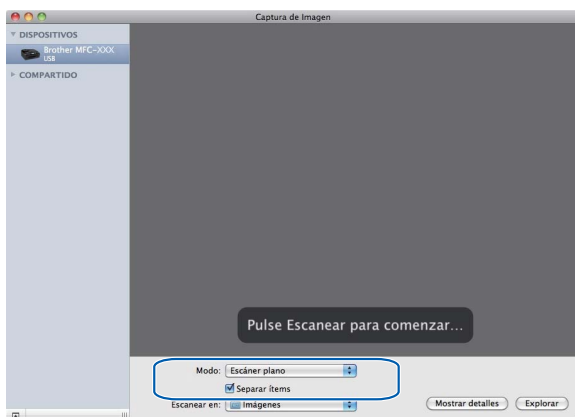 Captura de Imagen
DISPOSITIVOS
Brother MFC-XXX
USB
COMPARTIDO
Pulse Escanear para comenzar...
Modo: Escáner plano
Separar ítems
Escanear en: Imágenes
Mostrar detalles
Explorar